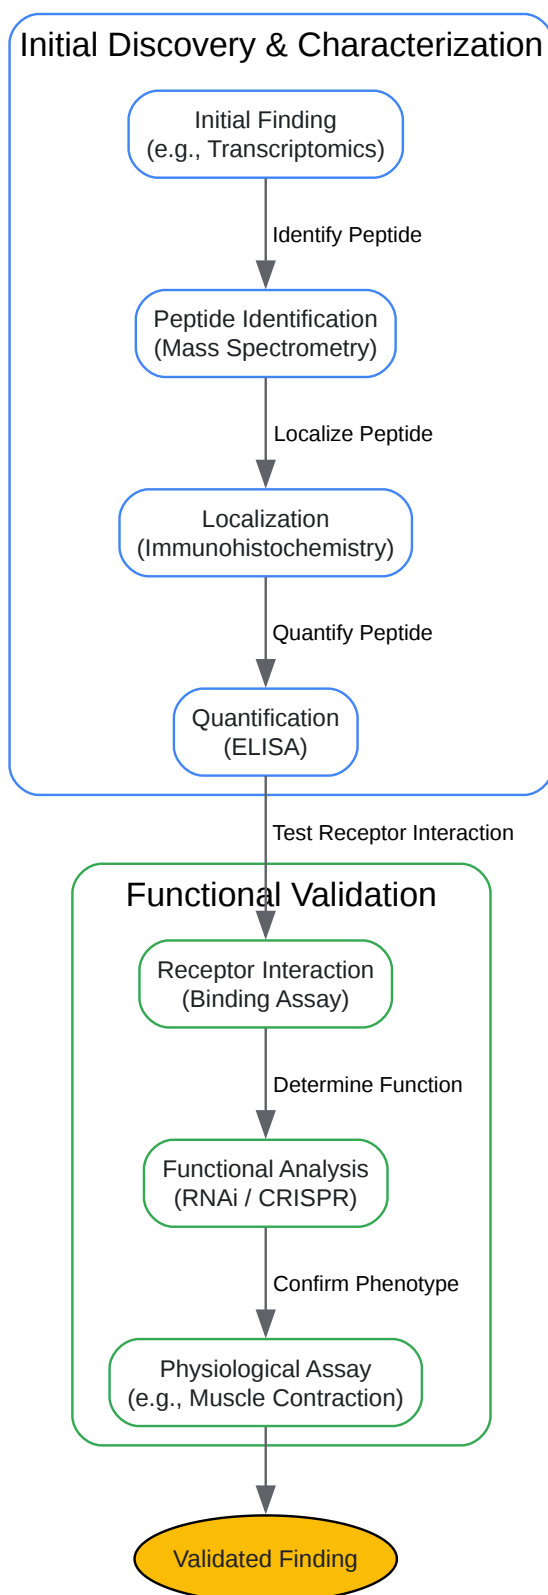 Initial Discovery & Characterization
Initial Finding
(e.g., Transcriptomics)
Identify Peptide
Peptide Identification
(Mass Spectrometry)
Localize Peptide
Localization
(Immunohistochemistry)
Quantify Peptide
Quantification
(ELISA)
Test Receptor Interaction
Functional Validation
Receptor Interaction
(Binding Assay)
Determine Function
Functional Analysis
(RNAi / CRISPR)
Confirm Phenotype
Physiological Assay
(e.g., Muscle Contraction)
Validated Finding